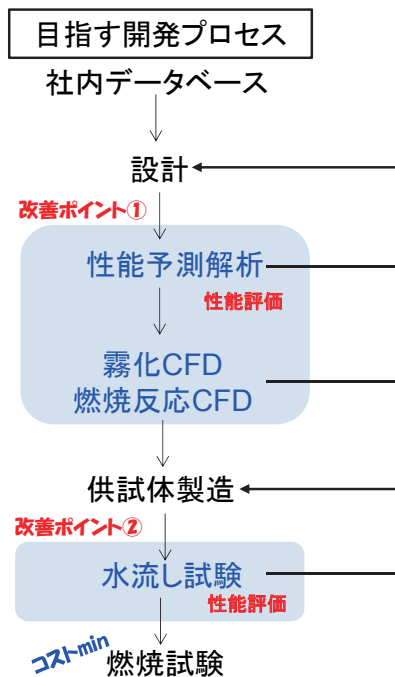 目指す開発プロセス
社内データベース
設計
改善ポイント①
性能予測解析
性能評価
霧化CFD
燃焼反応CFD
供試体製造
改善ポイント②
水流し試験
性能評価
コストmin
燃焼試験